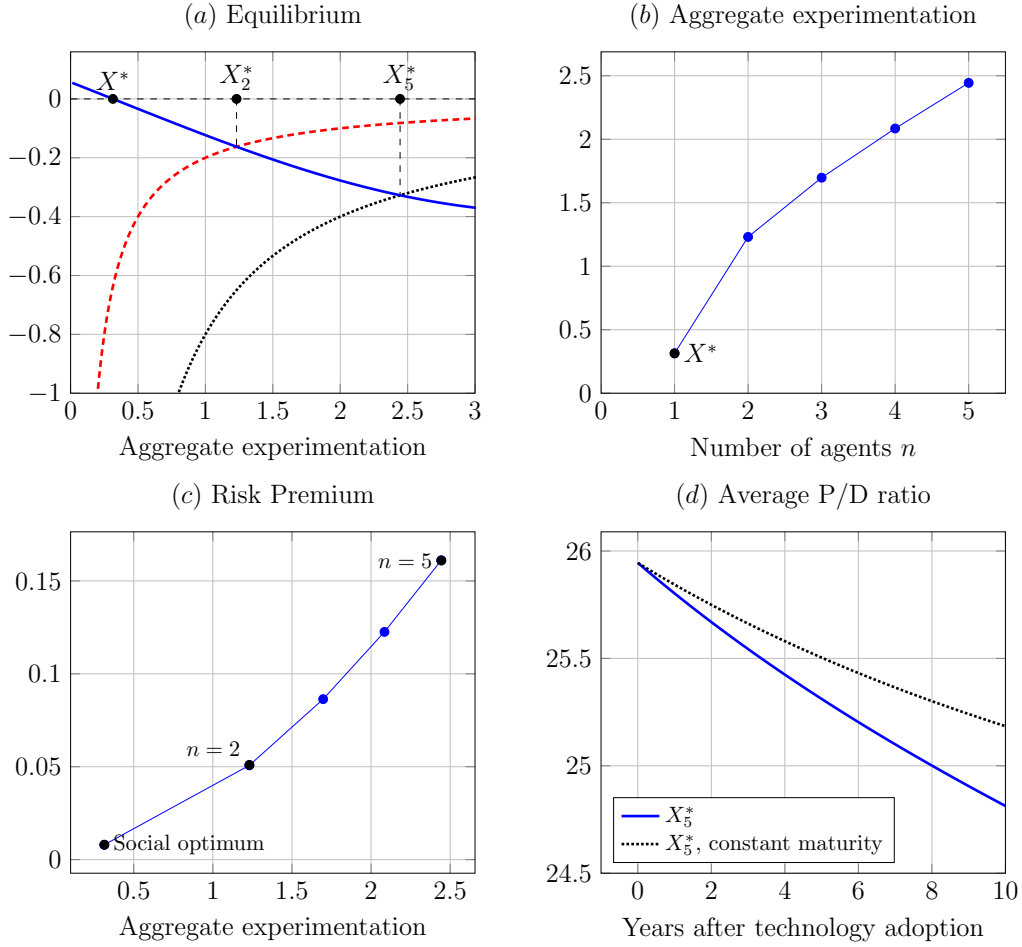 (a) Equilibrium
X*
X₂*
X₅*
0
−0.2
−0.4
−0.6
−0.8
−1
0
0.5
1
1.5
2
2.5
3
Aggregate experimentation
(b) Aggregate experimentation
2.5
2
1.5
1
0.5
0
X*
0
1
2
3
4
5
Number of agents n
(c) Risk Premium
0.15
0.1
0.05
0
n = 5
n = 2
Social optimum
0.5
1
1.5
2
2.5
Aggregate experimentation
(d) Average P/D ratio
26
25.5
25
24.5
X₅*
X₅*, constant maturity
0
2
4
6
8
10
Years after technology adoption